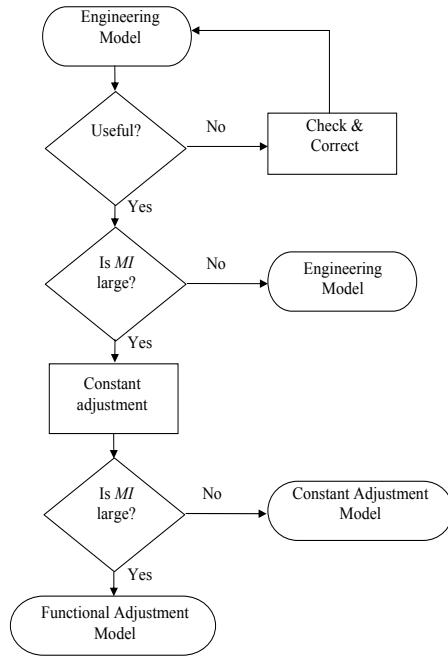 Engineering
Model
Useful?
No
Check &
Correct
Yes
Is MI
large?
No
Engineering
Model
Yes
Constant
adjustment
Is MI
large?
No
Constant Adjustment
Model
Yes
Functional Adjustment
Model